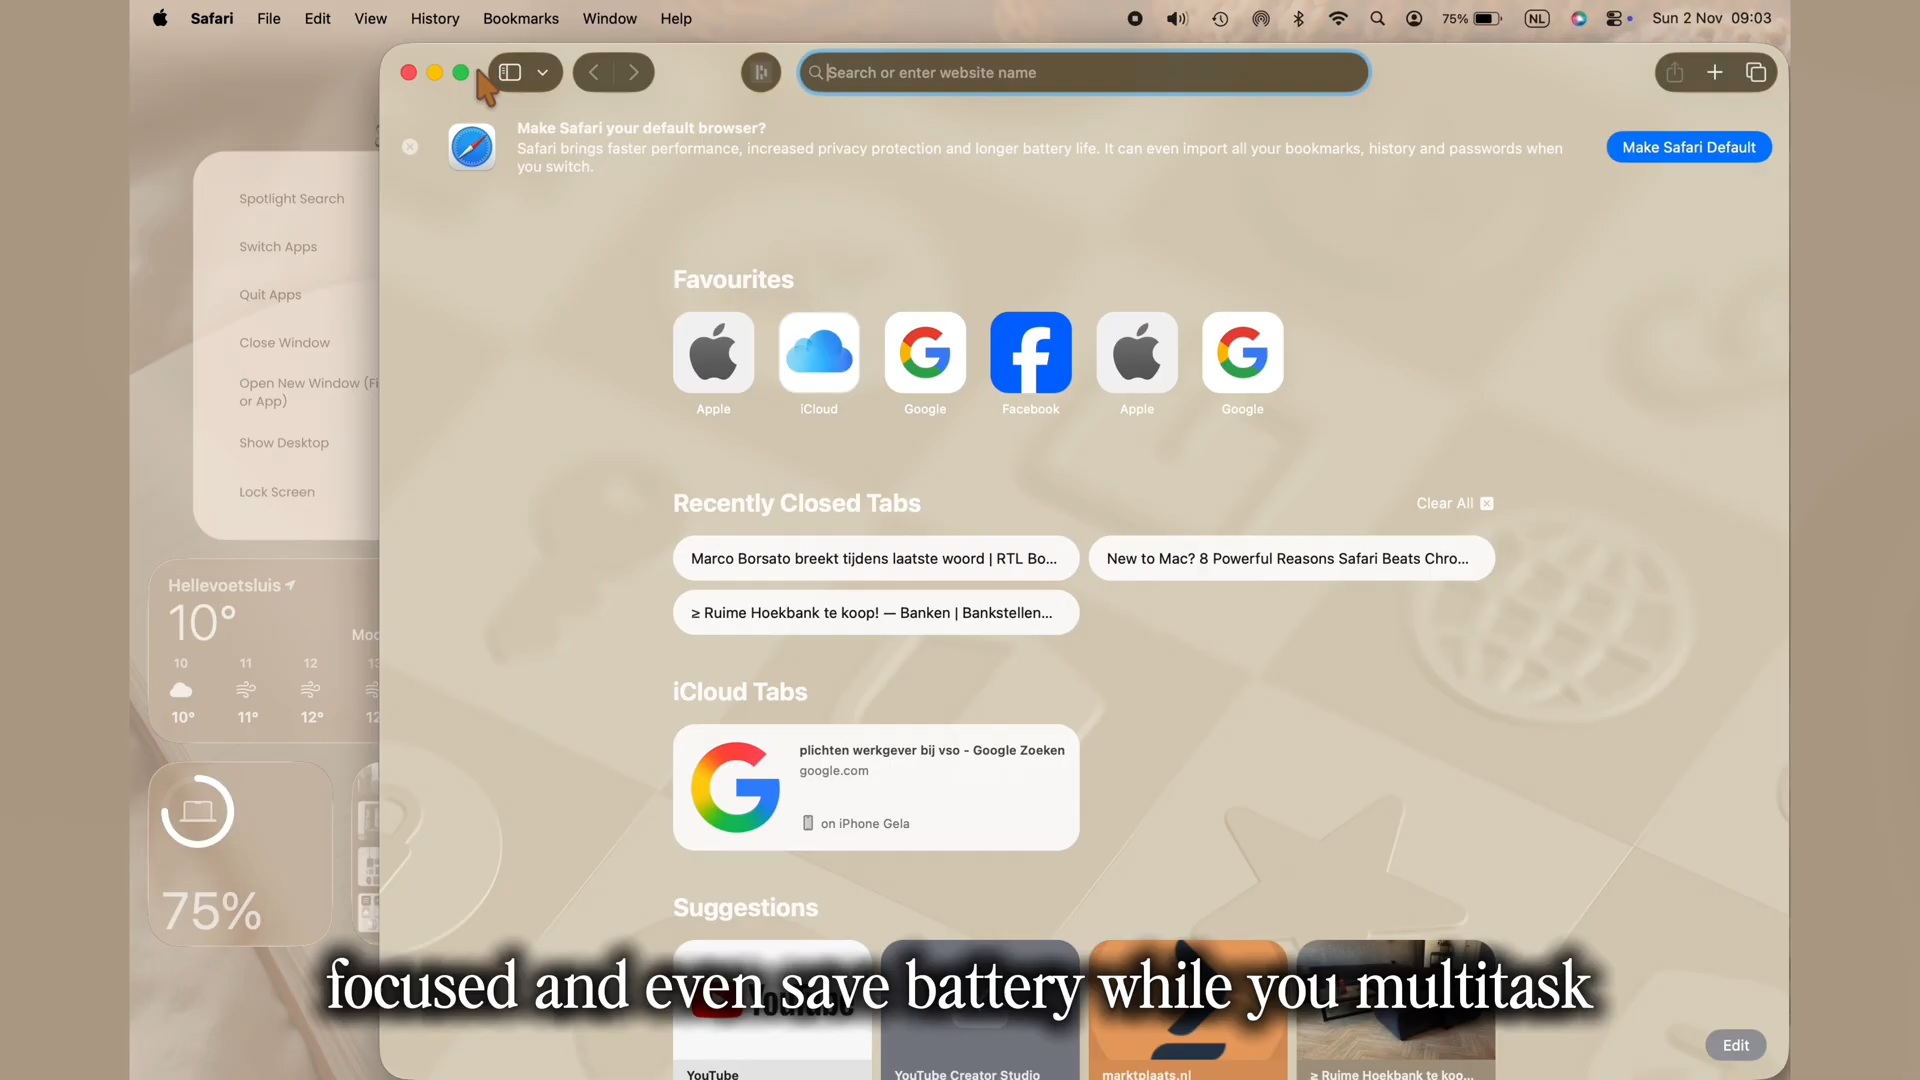 Safari File Edit View History Bookmarks Window Help
75% NL Sun 2 Nov 09:03
Search or enter website name
Make Safari your default browser?
Safari brings faster performance, increased privacy protection and longer battery life. It can even import all your bookmarks, history and passwords when
you switch.
Make Safari Default
Spotlight Search
Switch Apps
Quit Apps
Close Window
Open New Window (Fi
or App)
Show Desktop
Lock Screen
Favourites
Apple iCloud Google Facebook Apple Google
Recently Closed Tabs
Clear All
Marco Borsato breekt tijdens laatste woord | RTL Bo...
New to Mac? 8 Powerful Reasons Safari Beats Chro...
≥ Ruime Hoekbank te koop! — Banken | Bankstellen...
Hellevoetsluis
10°
Moo
10 11 12 13
10° 11° 12° 12
iCloud Tabs
plichten werkgever bij vso - Google Zoeken
google.com
on iPhone Gela
75%
Suggestions
focused and even save battery while you multitask
YouTube
Edit
YouTube
YouTube Creator Studio
marktplaats.nl
≥ Ruime Hoekbank te koo...